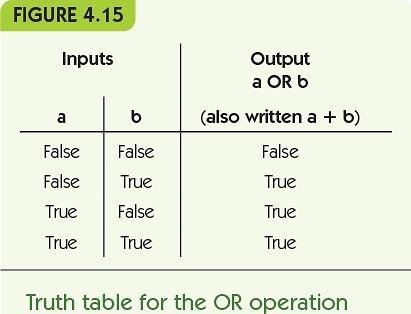 FIGURE 4.15
Inputs Output
a OR b
a b (also written a + b)
False False False
False True True
True False True
True True True
Truth table for the OR operation